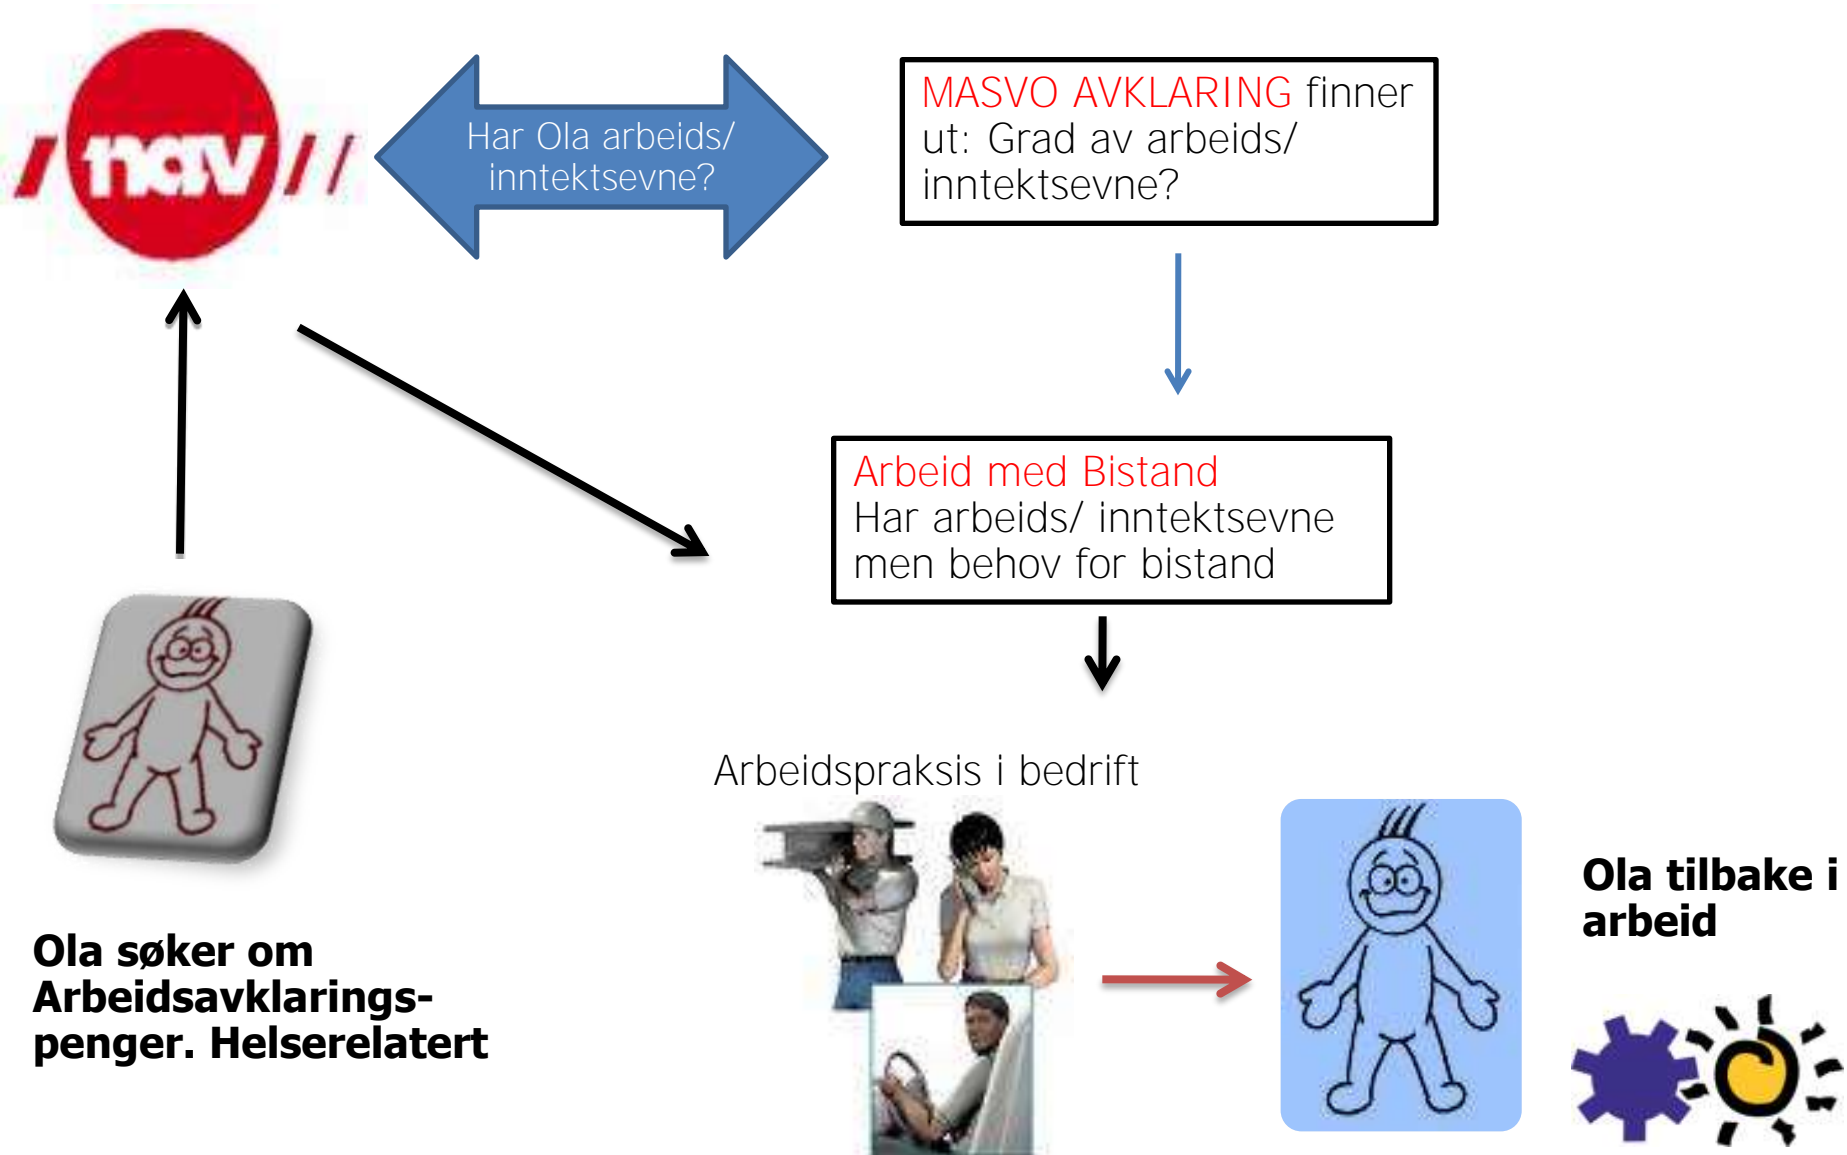 nav
Har Ola arbeids/
inntektsevne?
MASVO AVKLARING finner
ut: Grad av arbeids/
inntektsevne?
Arbeid med Bistand
Har arbeids/ inntektsevne
men behov for bistand
Arbeidspraksis i bedrift
Ola søker om
Arbeidsavklarings-
penger. Helserelatert
Ola tilbake i
arbeid